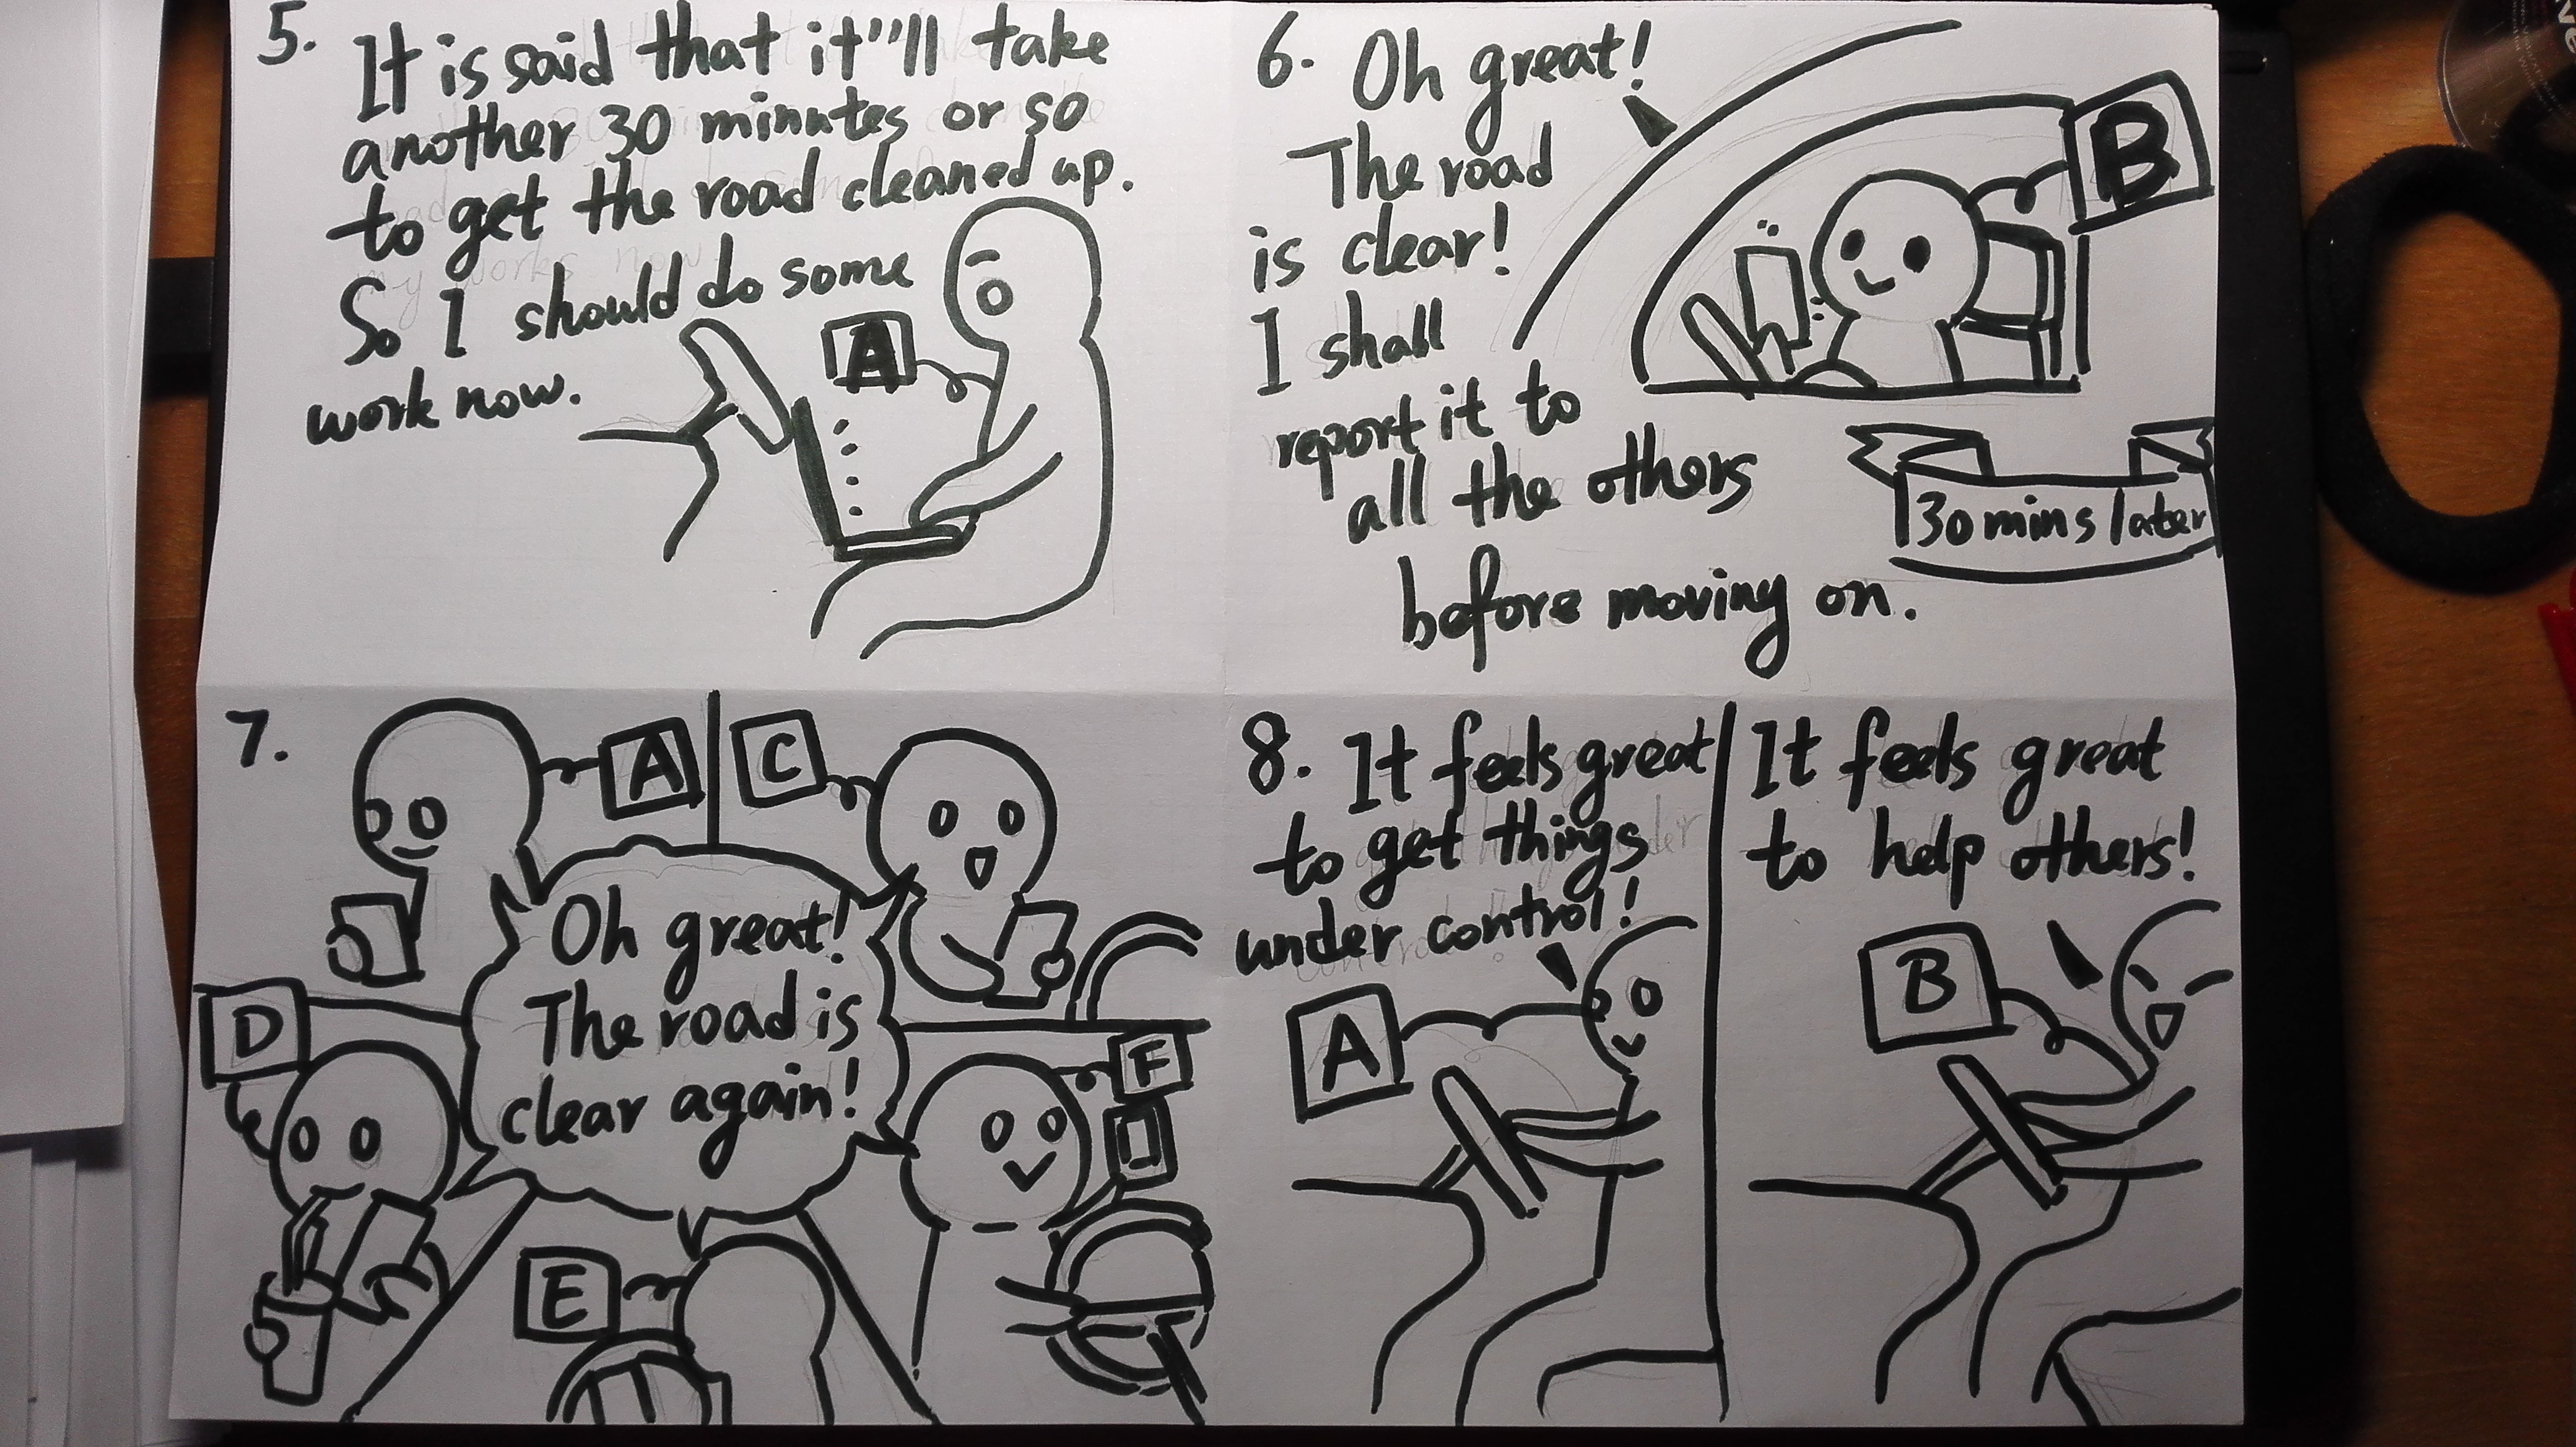 5.
It is said that it"ll take
another 30 minutes or so
to get the road cleaned up.
So I should do some
work now.
A
6.
Oh great!
The road
is clear!
I shall
report it to
all the others
before moving on.
B
30 mins later
7.
A
C
Oh great!
The road is
clear again!
D
F
E
8.
It feels great
to get things
under control!
A
It feels great
to help others!
B